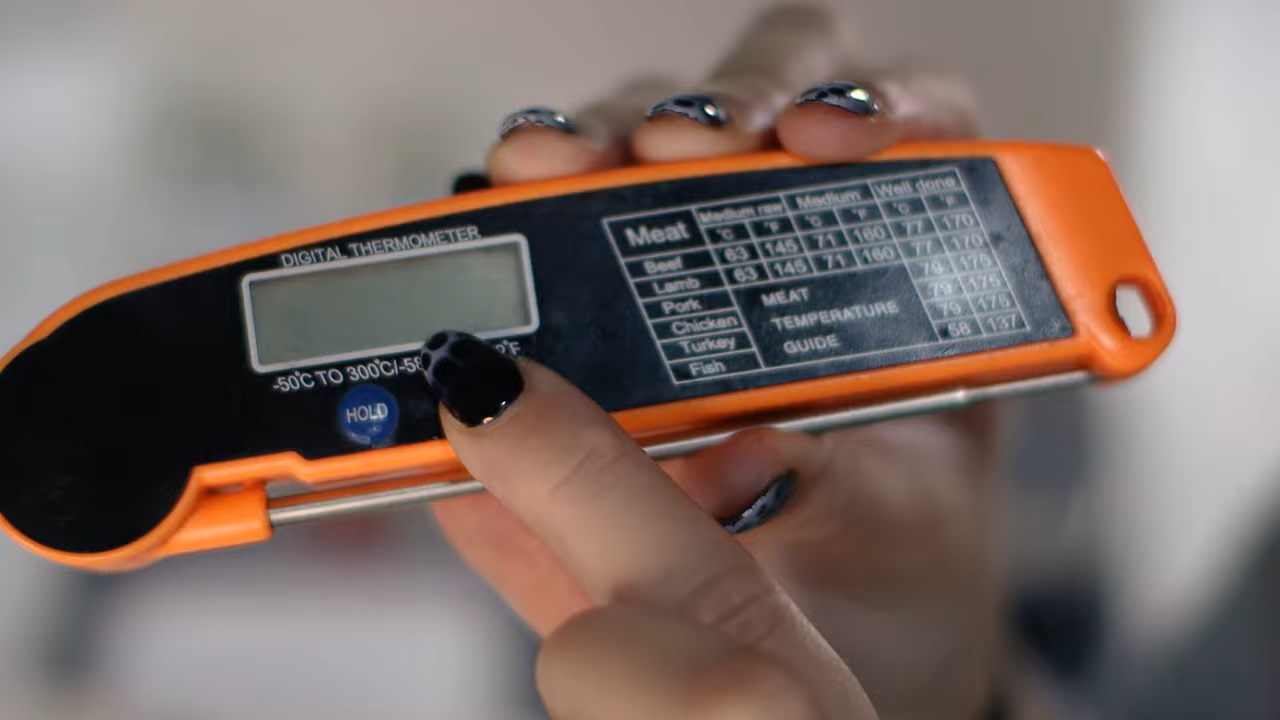 DIGITAL THERMOMETER
-50°C TO 300°C/-58 2°F
HOLD
Meat Medium raw Medium Well done
°C °F °C °F °C °F
Beef 63 145 71 160 77 170
Lamb 63 145 71 160 77 170
Pork 79 175
Chicken 79 175
Turkey 79 175
Fish 58 137
MEAT
TEMPERATURE
GUIDE